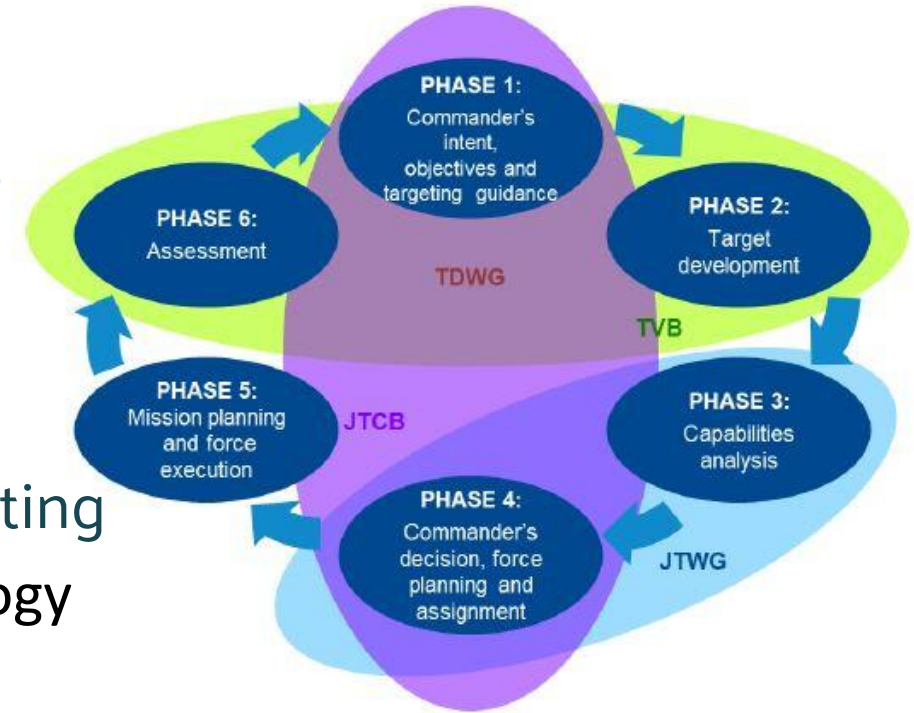 PHASE 1:
Commander's
intent,
objectives and
targeting guidance
PHASE 2:
Target
development
PHASE 6:
Assessment
TDWG
TVB
PHASE 3:
Capabilities
analysis
PHASE 5:
Mission planning
and force
execution
JTCB
PHASE 4:
Commander's
decision, force
planning and
assignment
JTWG
ting
ogy